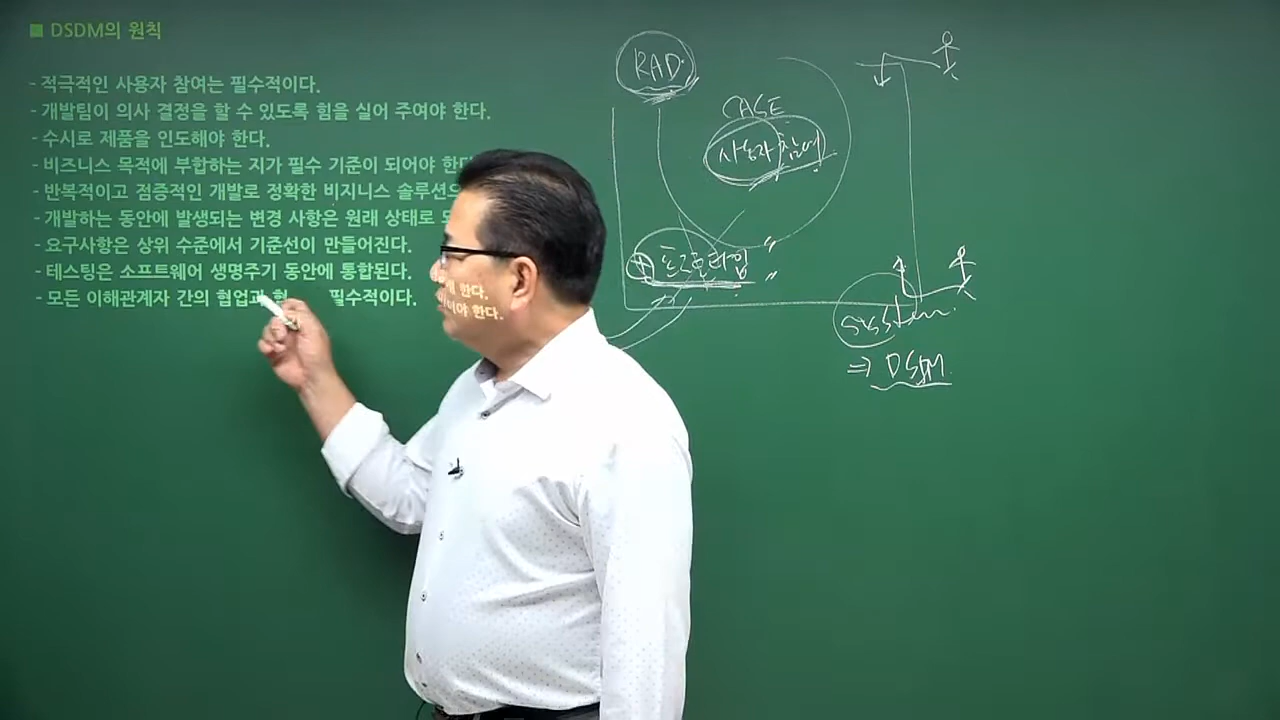 ■ DSDM의 원칙
- 적극적인 사용자 참여는 필수적이다.
- 개발팀이 의사 결정을 할 수 있도록 힘을 실어 주여야 한다.
- 수시로 제품을 인도해야 한다.
- 비즈니스 목적에 부합하는 지가 필수 기준이 되어야 한다
- 반복적이고 점증적인 개발로 정확한 비지니스 솔루션으
- 개발하는 동안에 발생되는 변경 사항은 원래 상태로
- 요구사항은 상위 수준에서 기준선이 만들어진다.
- 테스팅은 소프트웨어 생명주기 동안에 통합된다.
- 모든 이해관계자 간의 협업과 협 필수적이다.
한다.
야 한다.
RAD
CASE
사용자 참여
프로토타입
System
⇒ DSDM